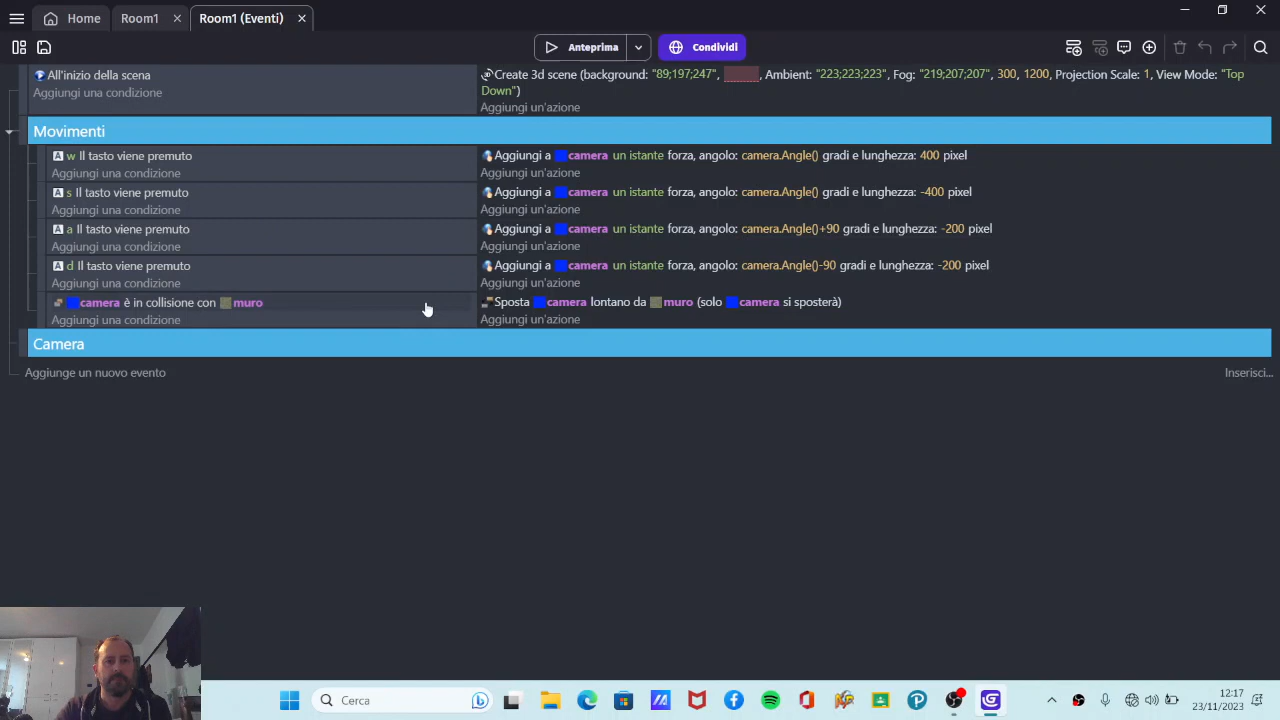 Home
Room1
Room1 (Eventi)
Anteprima
Condividi
All'inizio della scena
Aggiungi una condizione
Create 3d scene (background: "89;197;247", , Ambient: "223;223;223", Fog: "219;207;207", 300, 1200, Projection Scale: 1, View Mode: "Top
Down")
Aggiungi un'azione
Movimenti
A w Il tasto viene premuto
Aggiungi una condizione
Aggiungi a camera un istante forza, angolo: camera.Angle() gradi e lunghezza: 400 pixel
Aggiungi un'azione
A s Il tasto viene premuto
Aggiungi una condizione
Aggiungi a camera un istante forza, angolo: camera.Angle() gradi e lunghezza: -400 pixel
Aggiungi un'azione
A a Il tasto viene premuto
Aggiungi una condizione
Aggiungi a camera un istante forza, angolo: camera.Angle()+90 gradi e lunghezza: -200 pixel
Aggiungi un'azione
A d Il tasto viene premuto
Aggiungi una condizione
Aggiungi a camera un istante forza, angolo: camera.Angle()-90 gradi e lunghezza: -200 pixel
Aggiungi un'azione
camera è in collisione con muro
Aggiungi una condizione
Sposta camera lontano da muro (solo camera si sposterà)
Aggiungi un'azione
Camera
Aggiunge un nuovo evento
Inserisci...
Cerca
12:17
23/11/2023